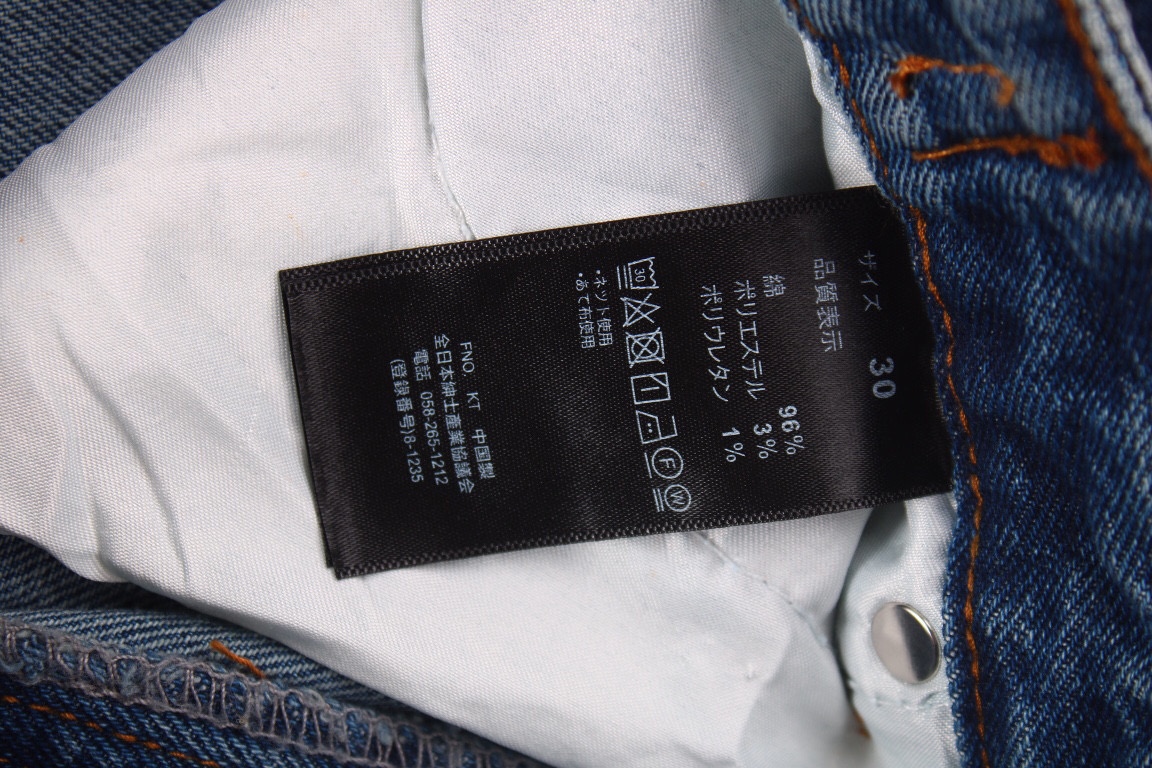 サイズ 30
品質表示
綿 96%
ポリエステル 3%
ポリウレタン 1%
30
F W
・ネット使用
・あて布使用
FNO. KT 中国製
全日本紳士産業協議会
電話 058-265-1212
(登録番号)8-1235